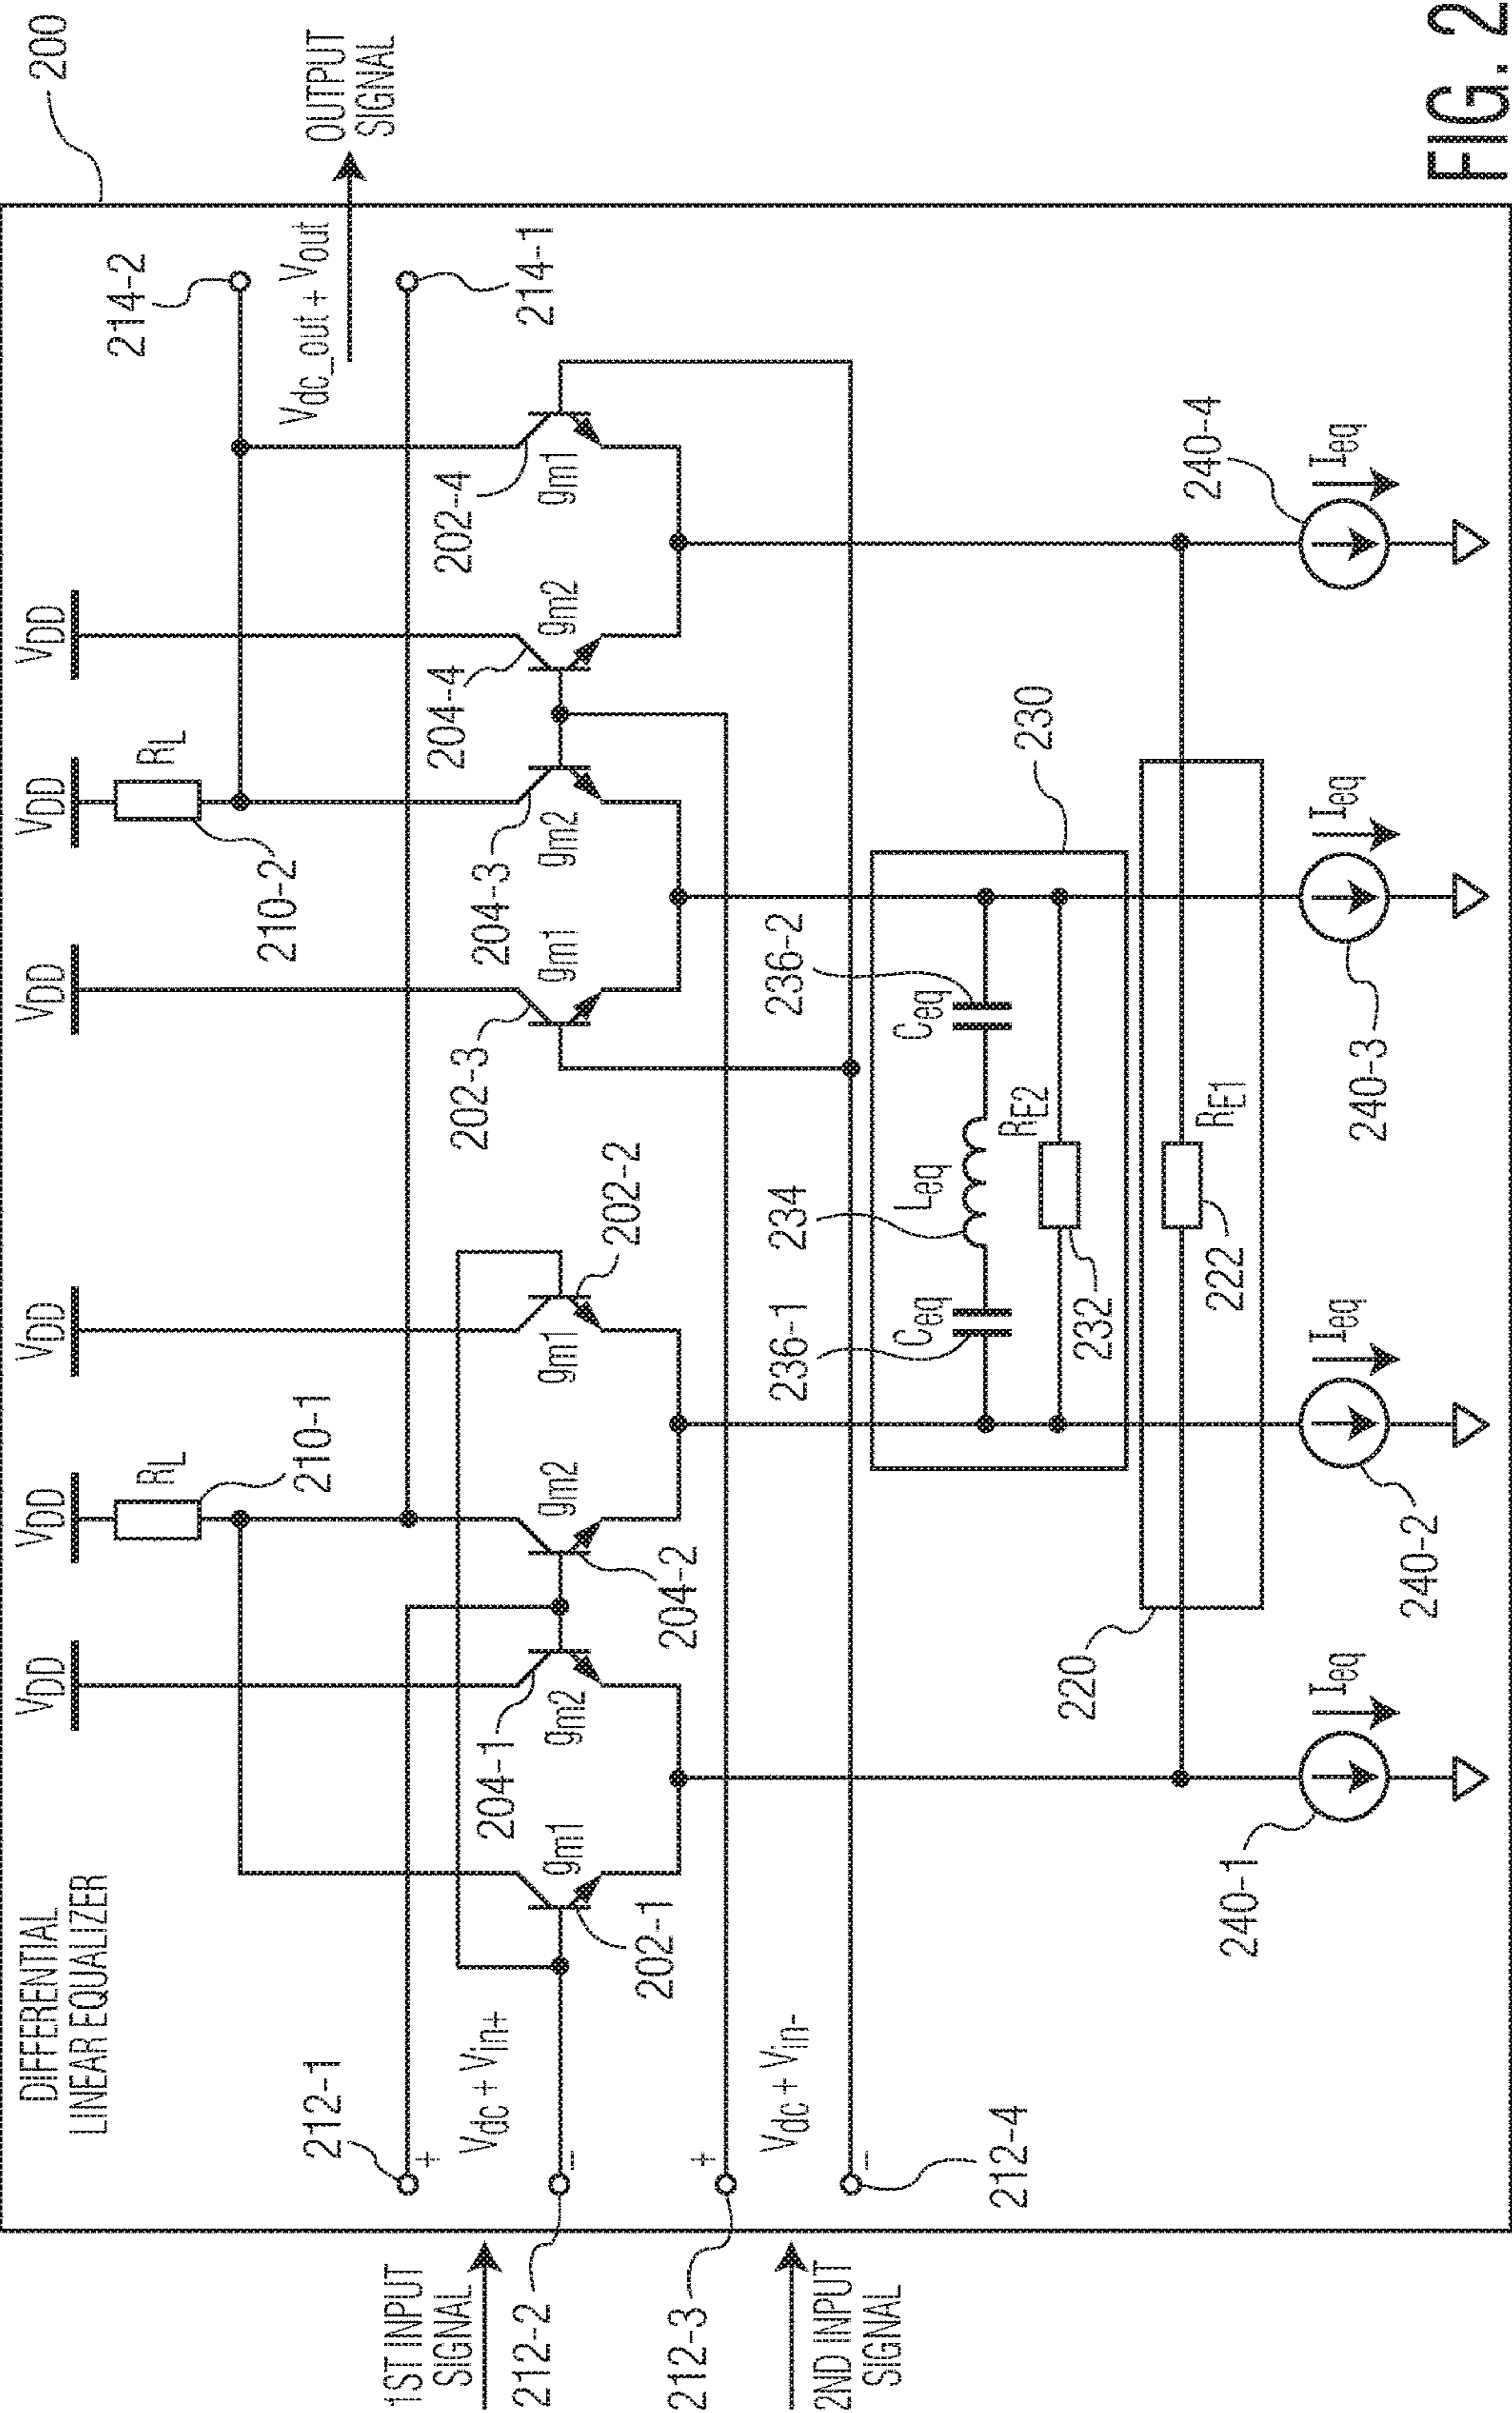 DIFFERENTIAL
LINEAR EQUALIZER
200
VDD
VDD
VDD
VDD
VDD
VDD
RL
210-1
RL
210-2
214-2
Vdc_out + Vout
OUTPUT
SIGNAL
214-1
1ST INPUT
SIGNAL
212-1
+
Vdc + Vin+
-
212-2
212-3
+
Vdc + Vin-
-
212-4
2ND INPUT
SIGNAL
202-1
gm1
204-1
gm2
204-2
gm2
202-2
gm1
202-3
gm1
204-3
gm2
204-4
gm2
202-4
gm1
236-1
234
236-2
230
Ceq
Leq
Ceq
RE2
232
220
RE1
222
240-1
Ieq
240-2
Ieq
240-3
Ieq
240-4
Ieq
FIG. 2